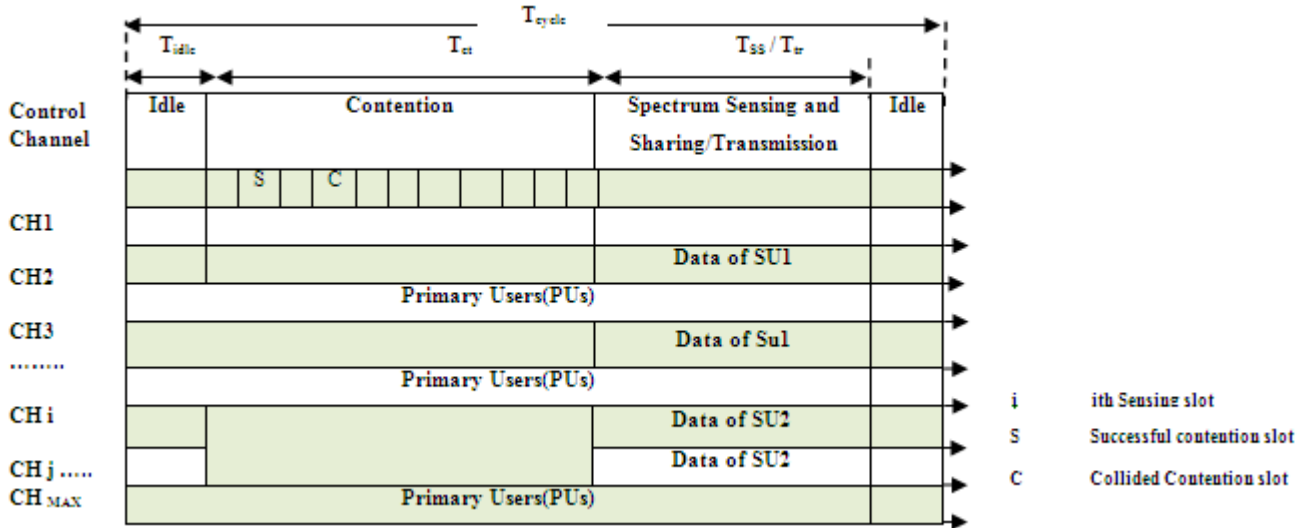 Tcycle
Tidle Tct TSS / Ttr
Control Channel
Idle Contention Spectrum Sensing and Sharing/Transmission Idle
S C
CH1
Data of SU1
CH2
Primary Users(PUs)
CH3
Data of Su1
........
Primary Users(PUs)
CH i
Data of SU2
i ith Sensing slot
S Successful contention slot
CH j .....
Data of SU2
C Collided Contention slot
CH MAX
Primary Users(PUs)